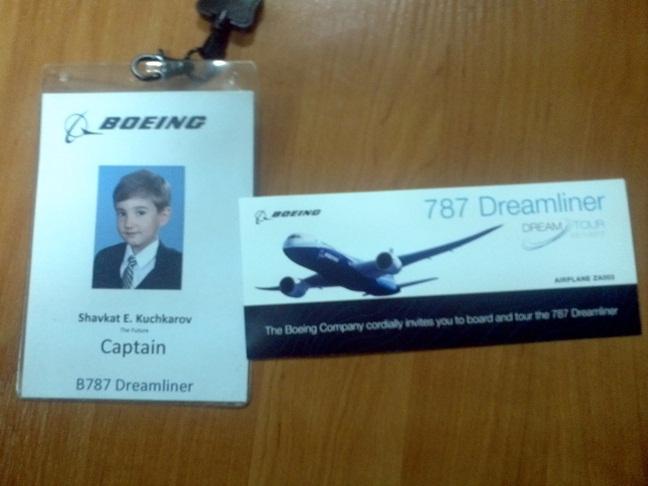 BOEING
Shavkat E. Kuchkarov
The Future
Captain
B787 Dreamliner
BOEING
787 Dreamliner
DREAM TOUR
AIRPLANE ZA003
The Boeing Company cordially invites you to board and tour the 787 Dreamliner